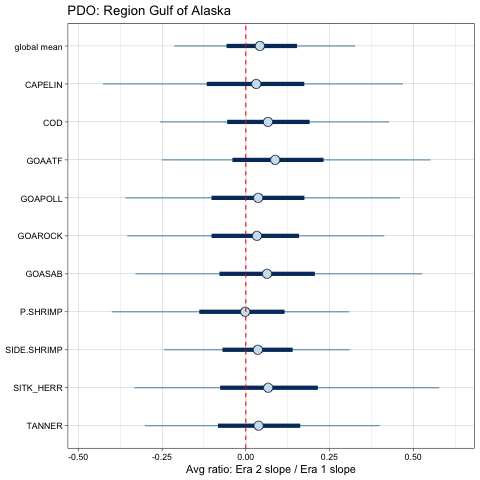 PDO: Region Gulf of Alaska
global mean
CAPELIN
COD
GOAATF
GOAPOLL
GOAROCK
GOASAB
P.SHRIMP
SIDE.SHRIMP
SITK_HERR
TANNER
-0.50 -0.25 0.00 0.25 0.50
Avg ratio: Era 2 slope / Era 1 slope